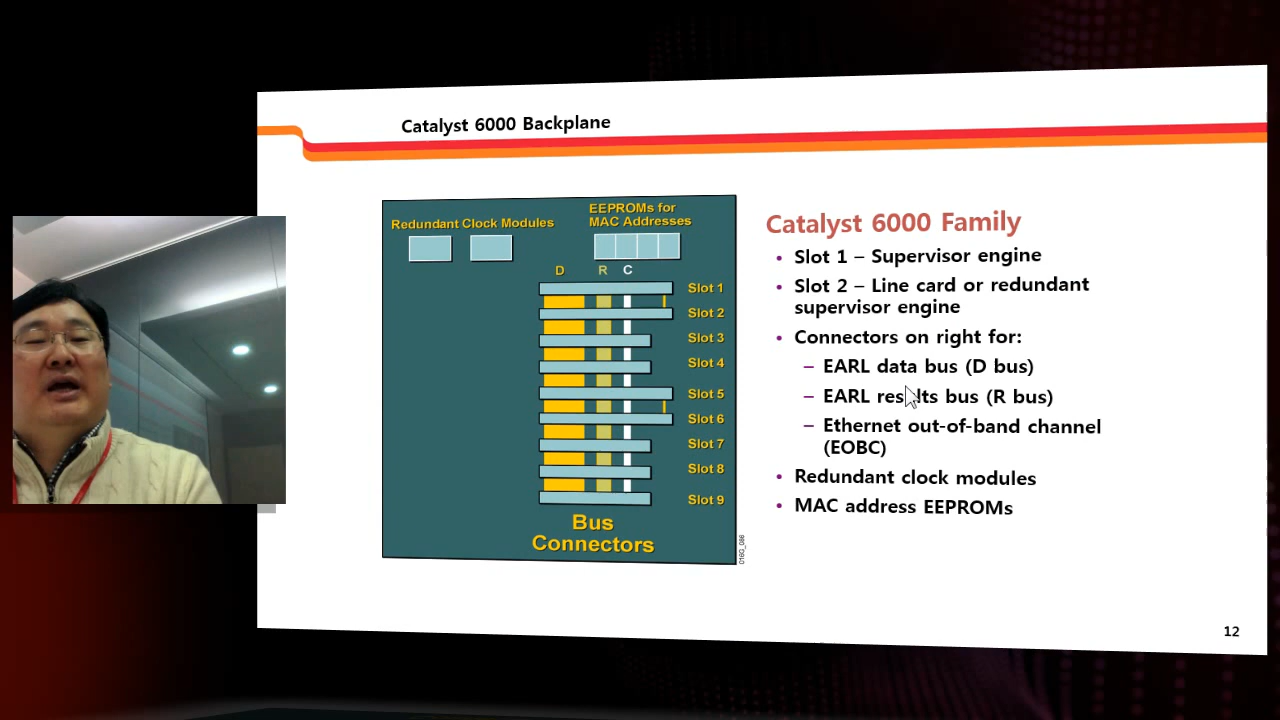 Catalyst 6000 Backplane
Redundant Clock Modules
EEPROMs for
MAC Addresses
D R C
Slot 1
Slot 2
Slot 3
Slot 4
Slot 5
Slot 6
Slot 7
Slot 8
Slot 9
Bus
Connectors
016G_086
Catalyst 6000 Family
• Slot 1 – Supervisor engine
• Slot 2 – Line card or redundant
supervisor engine
• Connectors on right for:
– EARL data bus (D bus)
– EARL results bus (R bus)
– Ethernet out-of-band channel
(EOBC)
• Redundant clock modules
• MAC address EEPROMs
12